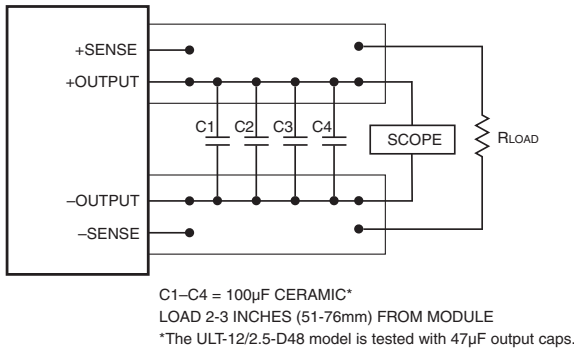 +SENSE
+OUTPUT
C1 C2 C3 C4
SCOPE
RLOAD
–OUTPUT
–SENSE
C1–C4 = 100µF CERAMIC*
LOAD 2-3 INCHES (51-76mm) FROM MODULE
*The ULT-12/2.5-D48 model is tested with 47µF output caps.